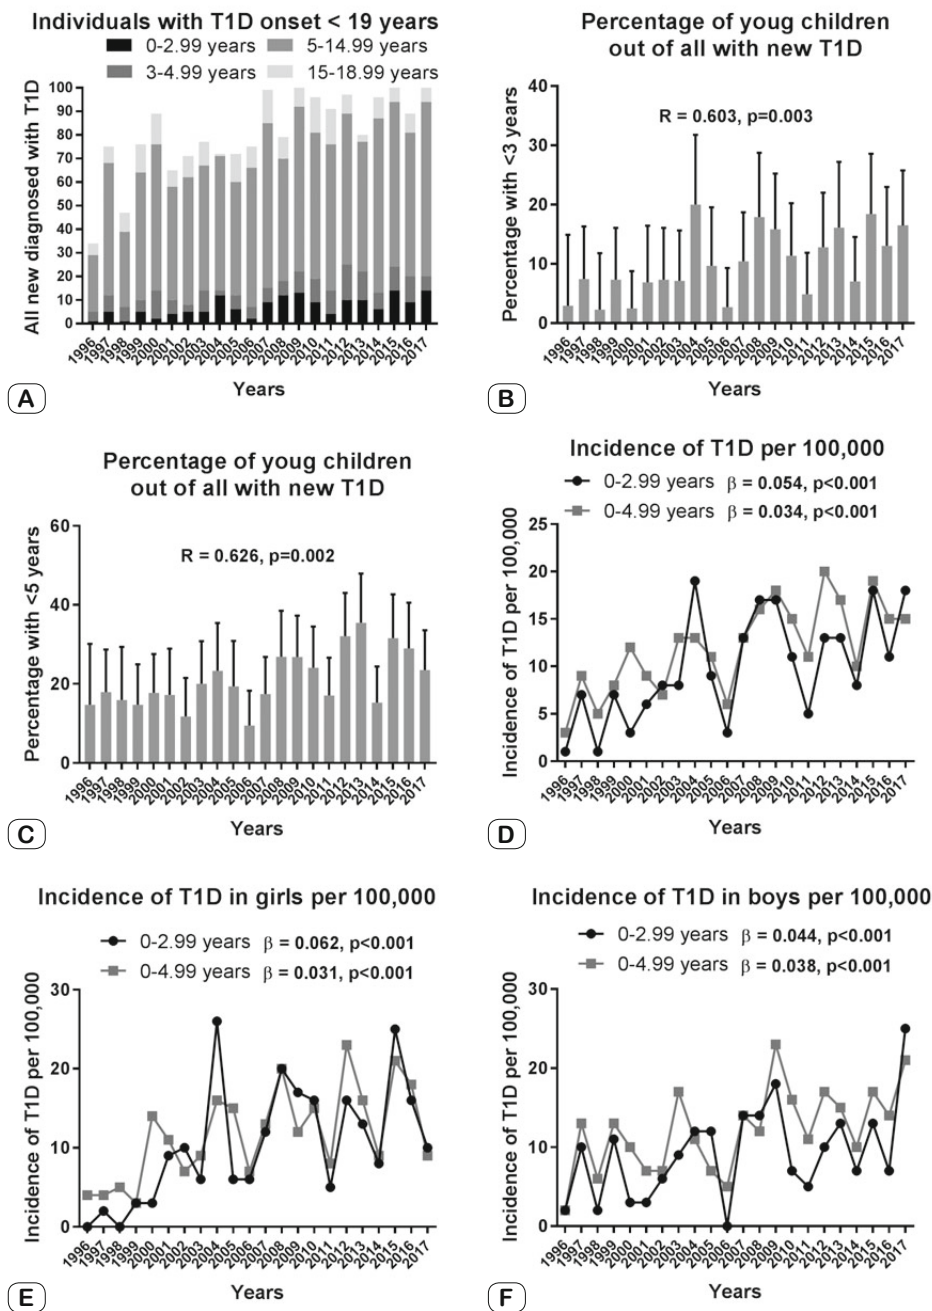 Individuals with T1D onset < 19 years
0-2.99 years
5-14.99 years
3-4.99 years
15-18.99 years
All new diagnosed with T1D
100
90
80
70
60
50
40
30
20
10
0
1996 1997 1998 1999 2000 2001 2002 2003 2004 2005 2006 2007 2008 2009 2010 2011 2012 2013 2014 2015 2016 2017
Years
A
Percentage of youg children
out of all with new T1D
R = 0.603, p=0.003
Percentage with <3 years
40
30
20
10
0
1996 1997 1998 1999 2000 2001 2002 2003 2004 2005 2006 2007 2008 2009 2010 2011 2012 2013 2014 2015 2016 2017
Years
B
Percentage of youg children
out of all with new T1D
R = 0.626, p=0.002
Percentage with <5 years
60
40
20
0
1996 1997 1998 1999 2000 2001 2002 2003 2004 2005 2006 2007 2008 2009 2010 2011 2012 2013 2014 2015 2016 2017
Years
C
Incidence of T1D per 100,000
0-2.99 years β = 0.054, p<0.001
0-4.99 years β = 0.034, p<0.001
Incidence of T1D per 100,000
25
20
15
10
5
0
1996 1997 1998 1999 2000 2001 2002 2003 2004 2005 2006 2007 2008 2009 2010 2011 2012 2013 2014 2015 2016 2017
Years
D
Incidence of T1D in girls per 100,000
0-2.99 years β = 0.062, p<0.001
0-4.99 years β = 0.031, p<0.001
Incidence of T1D per 100,000
30
20
10
0
1996 1997 1998 1999 2000 2001 2002 2003 2004 2005 2006 2007 2008 2009 2010 2011 2012 2013 2014 2015 2016 2017
Years
E
Incidence of T1D in boys per 100,000
0-2.99 years β = 0.044, p<0.001
0-4.99 years β = 0.038, p<0.001
Incidence of T1D per 100,000
30
20
10
0
1996 1997 1998 1999 2000 2001 2002 2003 2004 2005 2006 2007 2008 2009 2010 2011 2012 2013 2014 2015 2016 2017
Years
F